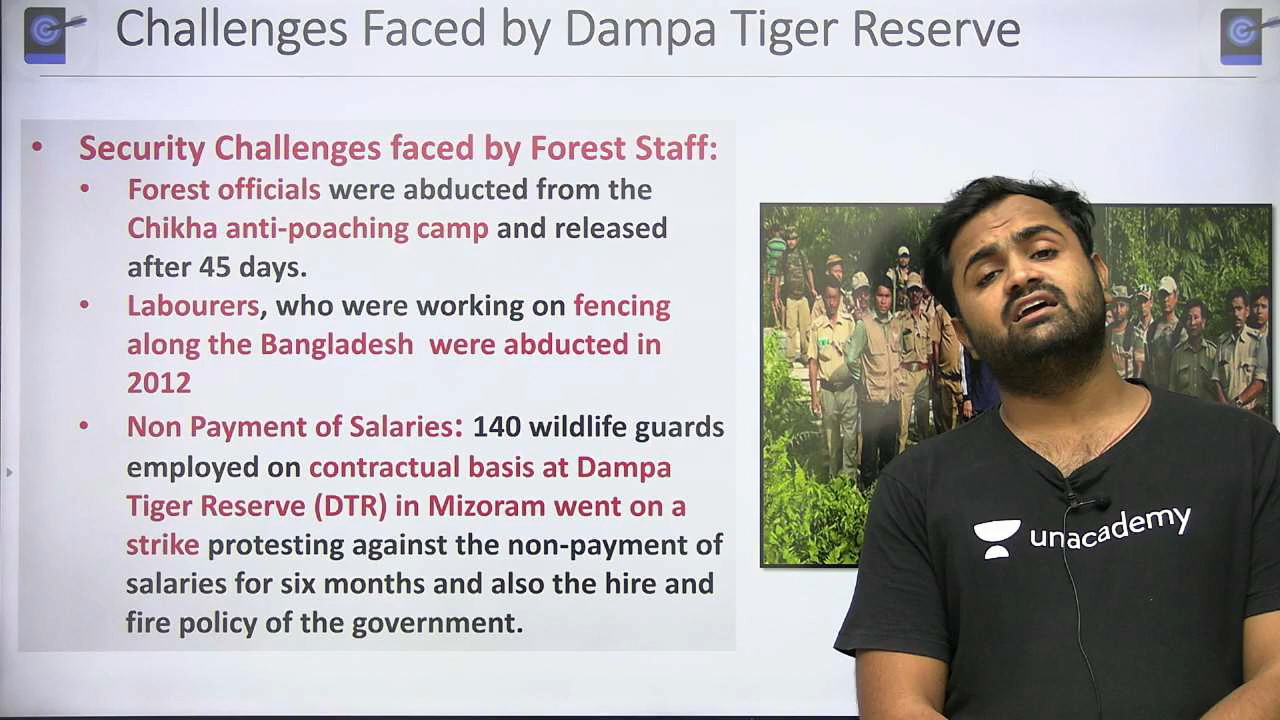 Challenges Faced by Dampa Tiger Reserve
• Security Challenges faced by Forest Staff:
• Forest officials were abducted from the
Chikha anti-poaching camp and released
after 45 days.
• Labourers, who were working on fencing
along the Bangladesh were abducted in
2012
• Non Payment of Salaries: 140 wildlife guards
employed on contractual basis at Dampa
Tiger Reserve (DTR) in Mizoram went on a
strike protesting against the non-payment of
salaries for six months and also the hire and
fire policy of the government.
unacademy